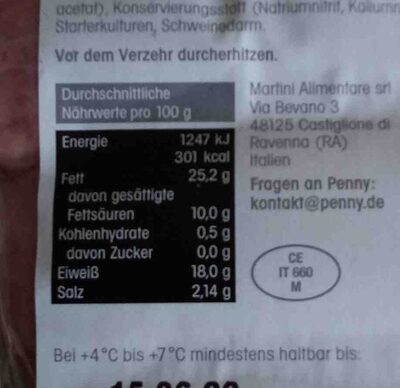 acetat), Konservierungsstoff (Natriumnitrit,
Starterkulturen, Schweinedarm.
Vor dem Verzehr durcherhitzen.
Durchschnittliche
Nährwerte pro 100 g
Energie 1247 kJ
301 kcal
Fett 25,2 g
davon gesättigte
Fettsäuren 10,0 g
Kohlenhydrate 0,5 g
davon Zucker 0,0 g
Eiweiß 18,0 g
Salz 2,14 g
Martini Alimentare srl
Via Bevano 3
48125 Castiglione di
Ravenna (RA)
Italien
Fragen an Penny:
kontakt@penny.de
CE
IT 660
M
Bei +4°C bis +7°C mindestens haltbar bis: